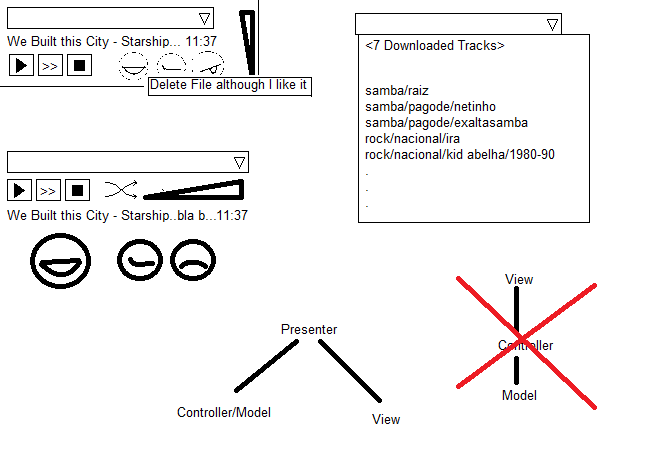 We Built this City - Starship... 11:37
>>
Delete File although I like it
<7 Downloaded Tracks>
samba/raiz
samba/pagode/netinho
samba/pagode/exaltasamba
rock/nacional/ira
rock/nacional/kid abelha/1980-90
.
.
.
>>
We Built this City - Starship..bla b...11:37
View
Controller
Model
Presenter
Controller/Model
View